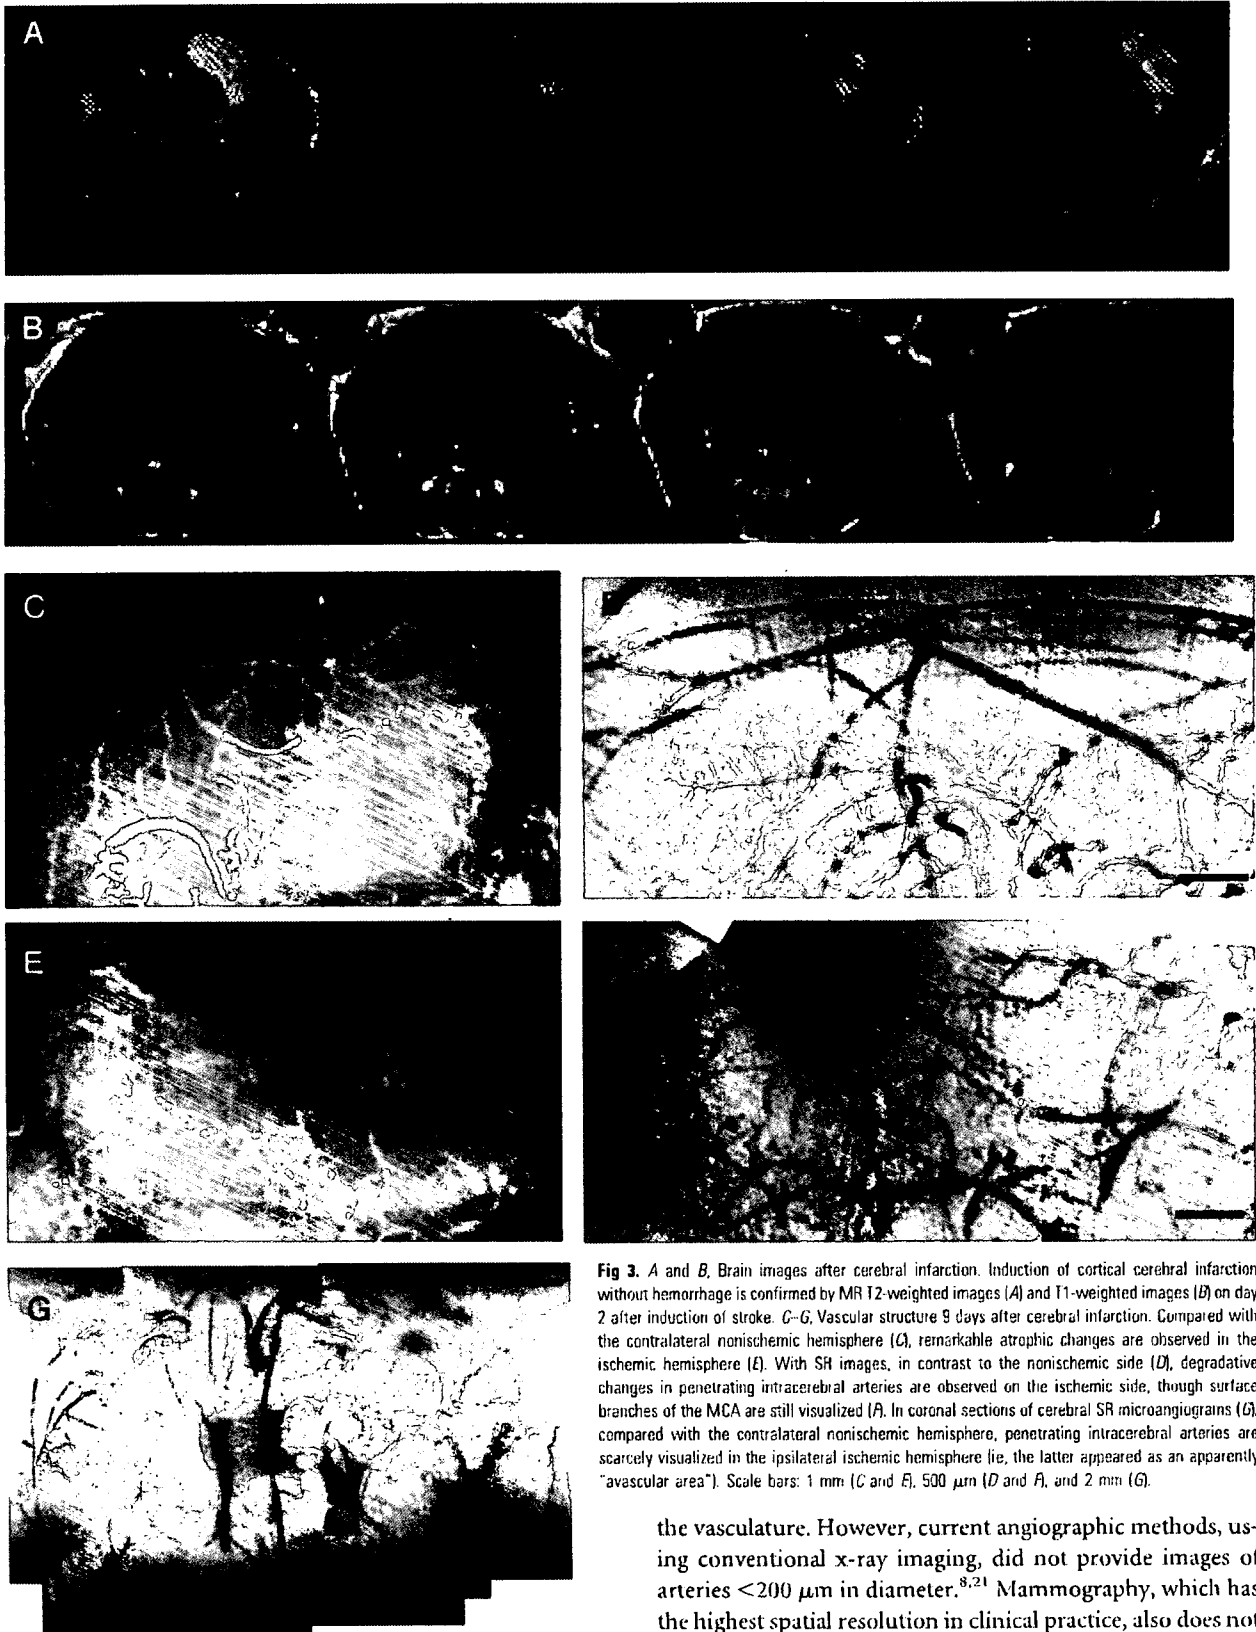 A
B
C
E
G
Fig 3. A and B, Brain images after cerebral infarction. Induction of cortical cerebral infarction
without hemorrhage is confirmed by MR T2-weighted images (A) and T1-weighted images (B) on day
2 after induction of stroke. C–G, Vascular structure 9 days after cerebral infarction. Compared with
the contralateral nonischemic hemisphere (C), remarkable atrophic changes are observed in the
ischemic hemisphere (E). With SR images, in contrast to the nonischemic side (D), degradative
changes in penetrating intracerebral arteries are observed on the ischemic side, though surface
branches of the MCA are still visualized (F). In coronal sections of cerebral SR microangiograms (G),
compared with the contralateral nonischemic hemisphere, penetrating intracerebral arteries are
scarcely visualized in the ipsilateral ischemic hemisphere (ie, the latter appeared as an apparently
"avascular area"). Scale bars: 1 mm (C and E), 500 μm (D and F), and 2 mm (G).
the vasculature. However, current angiographic methods, us-
ing conventional x-ray imaging, did not provide images of
arteries <200 μm in diameter.8,21 Mammography, which has
the highest spatial resolution in clinical practice, also does not